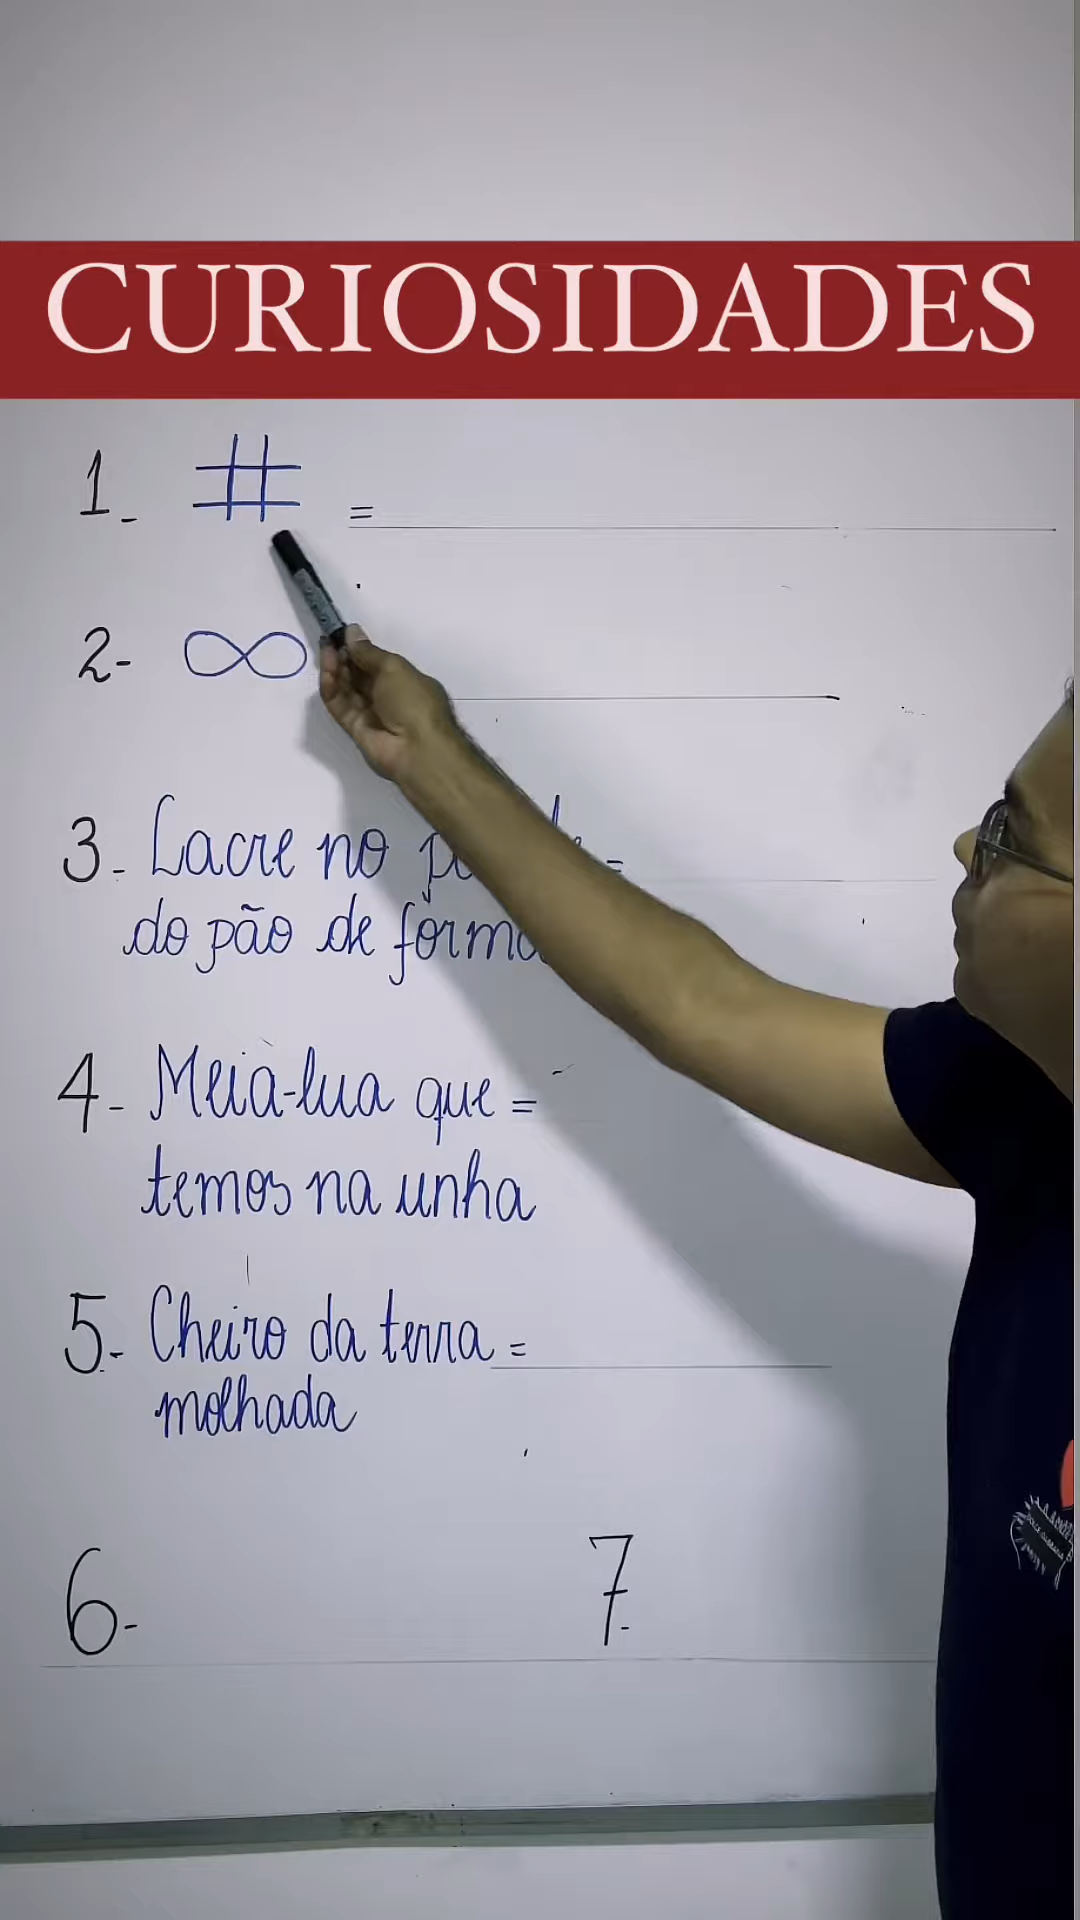 CURIOSIDADES
1- # =
2- ∞
3- Lacre no =
do pão de
4- Meia-lua que =
temos na unha
5- Cheiro da terra =
molhada
6- 7-